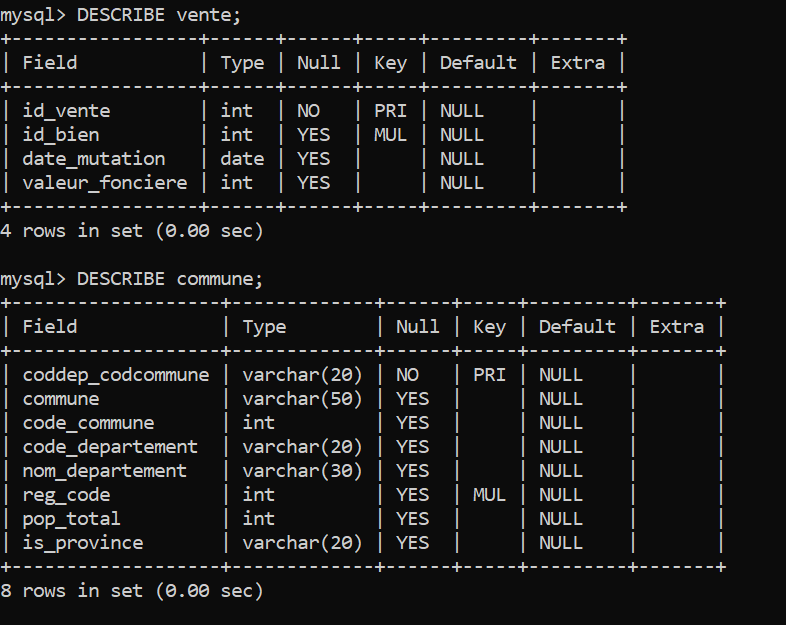 mysql> DESCRIBE vente;
+-----------------+------+------+-----+---------+-------+
| Field           | Type | Null | Key | Default | Extra |
+-----------------+------+------+-----+---------+-------+
| id_vente        | int  | NO   | PRI | NULL    |       |
| id_bien         | int  | YES  | MUL | NULL    |       |
| date_mutation   | date | YES  |     | NULL    |       |
| valeur_fonciere | int  | YES  |     | NULL    |       |
+-----------------+------+------+-----+---------+-------+
4 rows in set (0.00 sec)

mysql> DESCRIBE commune;
+-------------------+-------------+------+-----+---------+-------+
| Field             | Type        | Null | Key | Default | Extra |
+-------------------+-------------+------+-----+---------+-------+
| coddep_codcommune | varchar(20) | NO   | PRI | NULL    |       |
| commune           | varchar(50) | YES  |     | NULL    |       |
| code_commune      | int         | YES  |     | NULL    |       |
| code_departement  | varchar(20) | YES  |     | NULL    |       |
| nom_departement   | varchar(30) | YES  |     | NULL    |       |
| reg_code          | int         | YES  | MUL | NULL    |       |
| pop_total         | int         | YES  |     | NULL    |       |
| is_province       | varchar(20) | YES  |     | NULL    |       |
+-------------------+-------------+------+-----+---------+-------+
8 rows in set (0.00 sec)